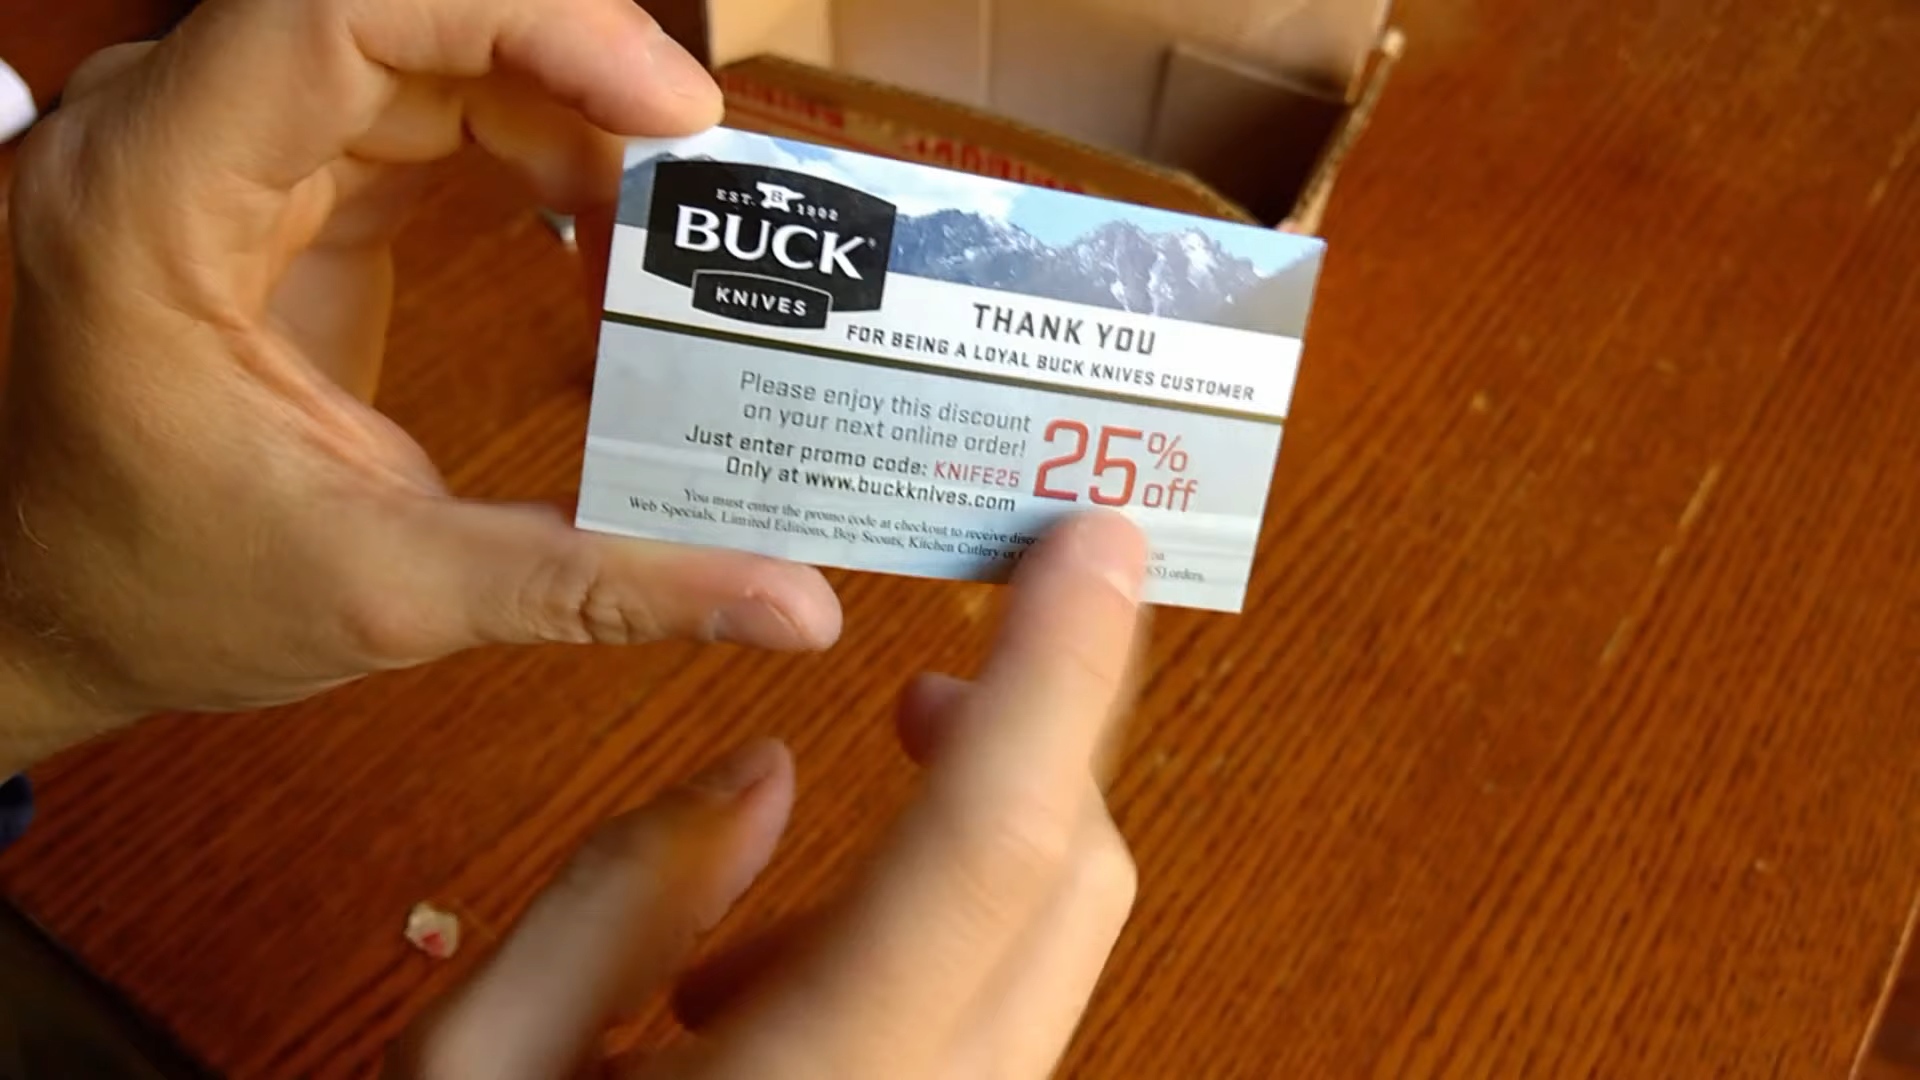 EST. B 1902
BUCK®
KNIVES
THANK YOU
FOR BEING A LOYAL BUCK KNIVES CUSTOMER
Please enjoy this discount
on your next online order!
Just enter promo code: KNIFE25
Only at www.buckknives.com
25% off
You must enter the promo code at checkout to receive on
Web Specials, Limited Editions, Boy Scouts, Kitchen Cutlery or orders.